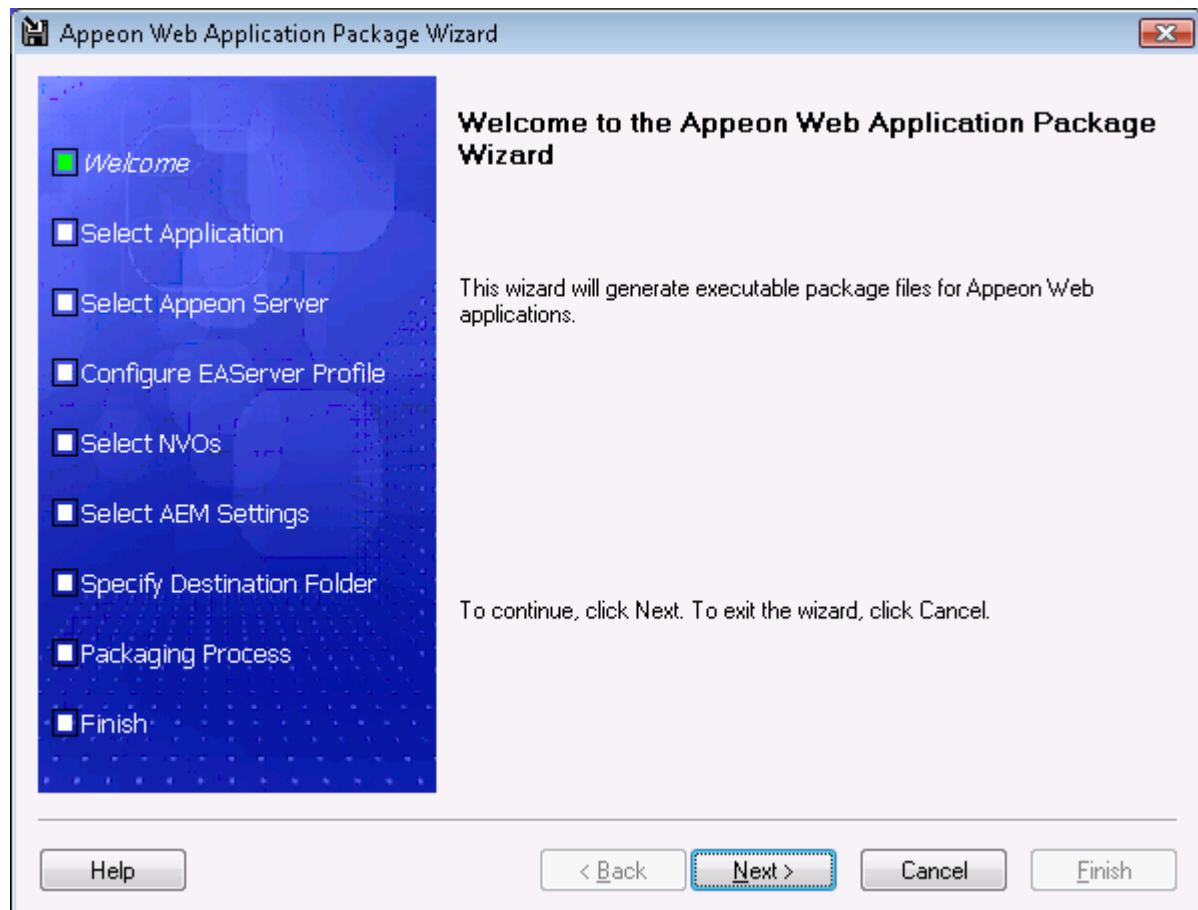 Appeon Web Application Package Wizard
Welcome
Select Application
Select Appeon Server
Configure EAServer Profile
Select NVOs
Select AEM Settings
Specify Destination Folder
Packaging Process
Finish
Welcome to the Appeon Web Application Package
Wizard
This wizard will generate executable package files for Appeon Web
applications.
To continue, click Next. To exit the wizard, click Cancel.
Help
< Back
Next >
Cancel
Finish